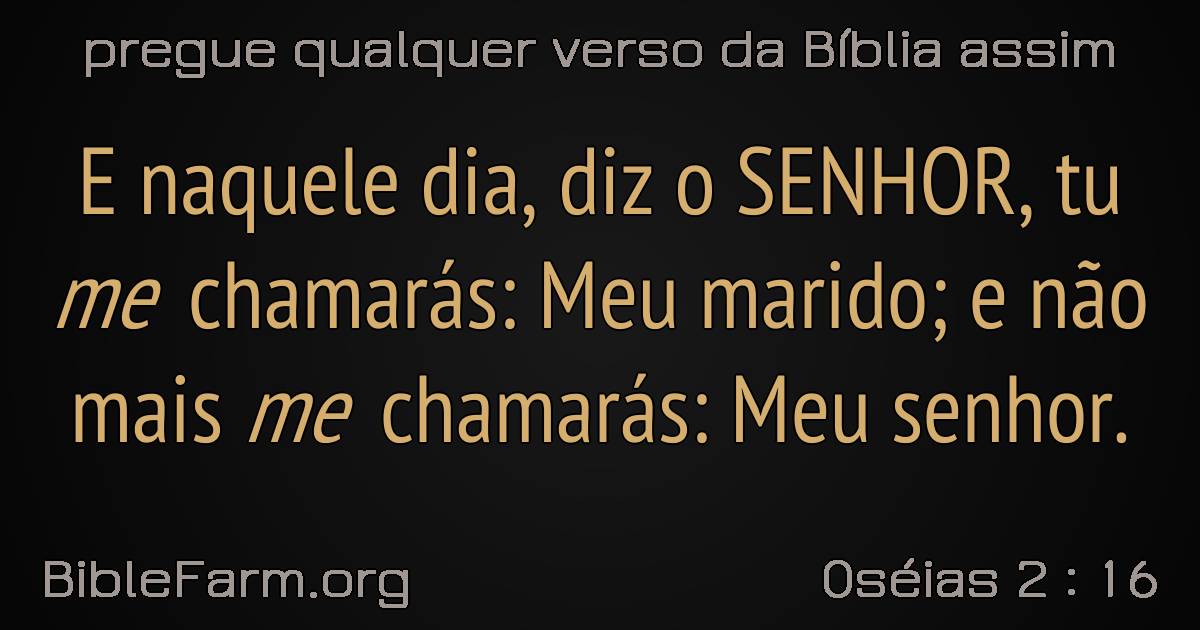 pregue qualquer verso da Bíblia assim
E naquele dia, diz o SENHOR, tu
me chamarás: Meu marido; e não
mais me chamarás: Meu senhor.
BibleFarm.org
Oséias 2 : 16